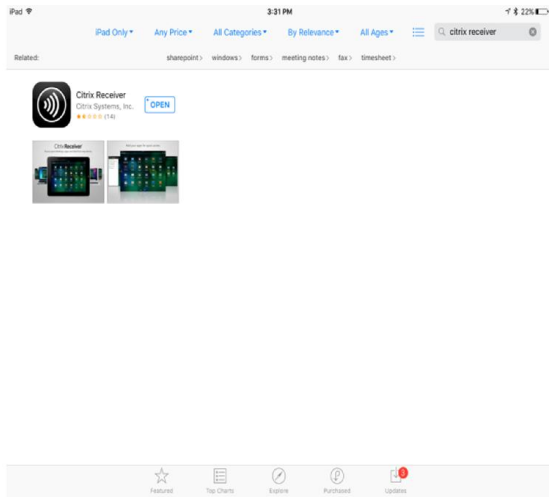 iPad 3:31 PM 22%
iPad Only All Categories By Relevance All Ages citrix receiver
Any Price
Related: sharepoint windows forms meeting notes fax timesheet
Citrix Receiver
Citrix Systems, Inc.
(14)
OPEN
CitrixReceiver
Featured Top Charts Explore Purchased Updates
3